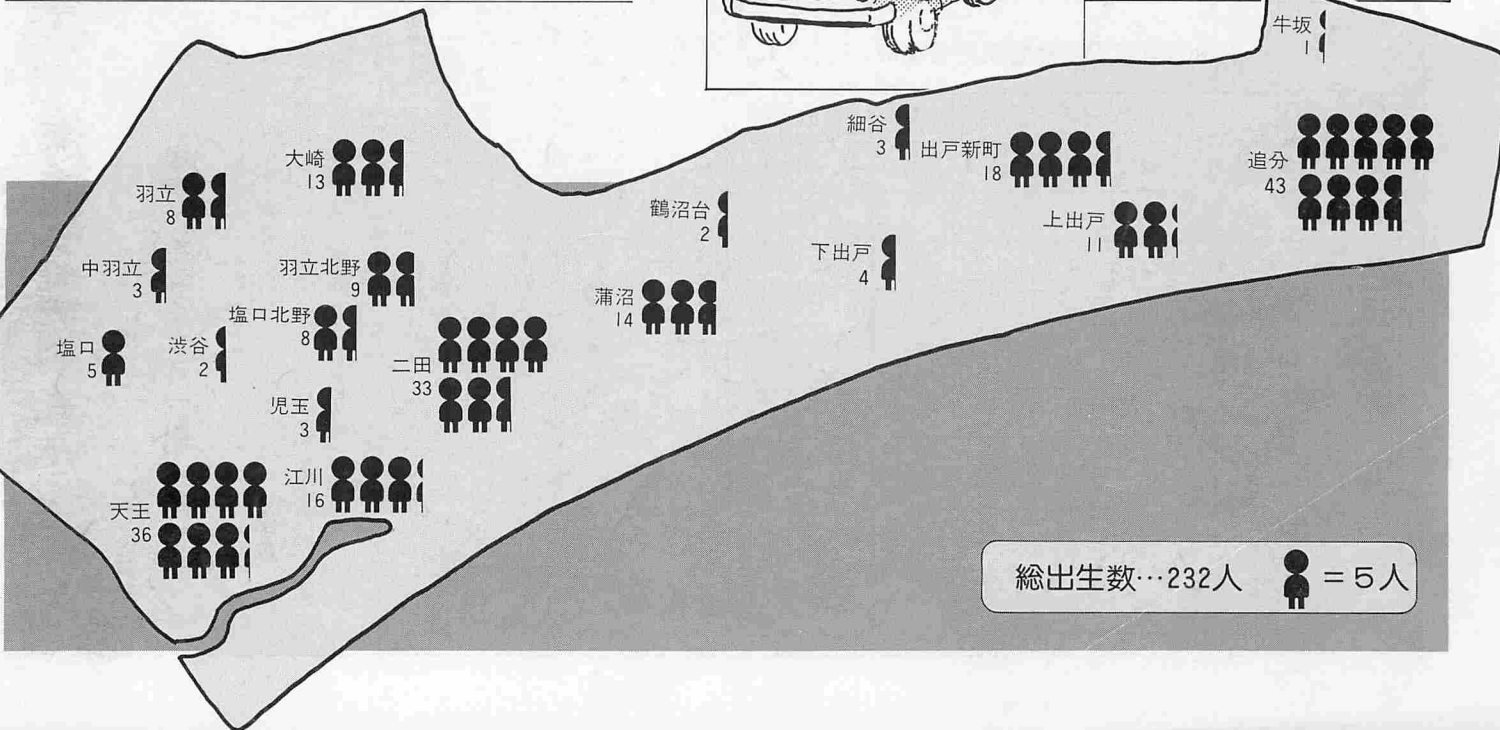 牛坂
1
細谷
3
出戸新町
18
追分
43
大崎
13
羽立
8
鶴沼台
2
上出戸
11
下出戸
4
中羽立
3
羽立北野
9
蒲沼
14
塩口北野
8
塩口
5
渋谷
2
二田
33
児玉
3
江川
16
天王
36
総出生数…232人 =5人